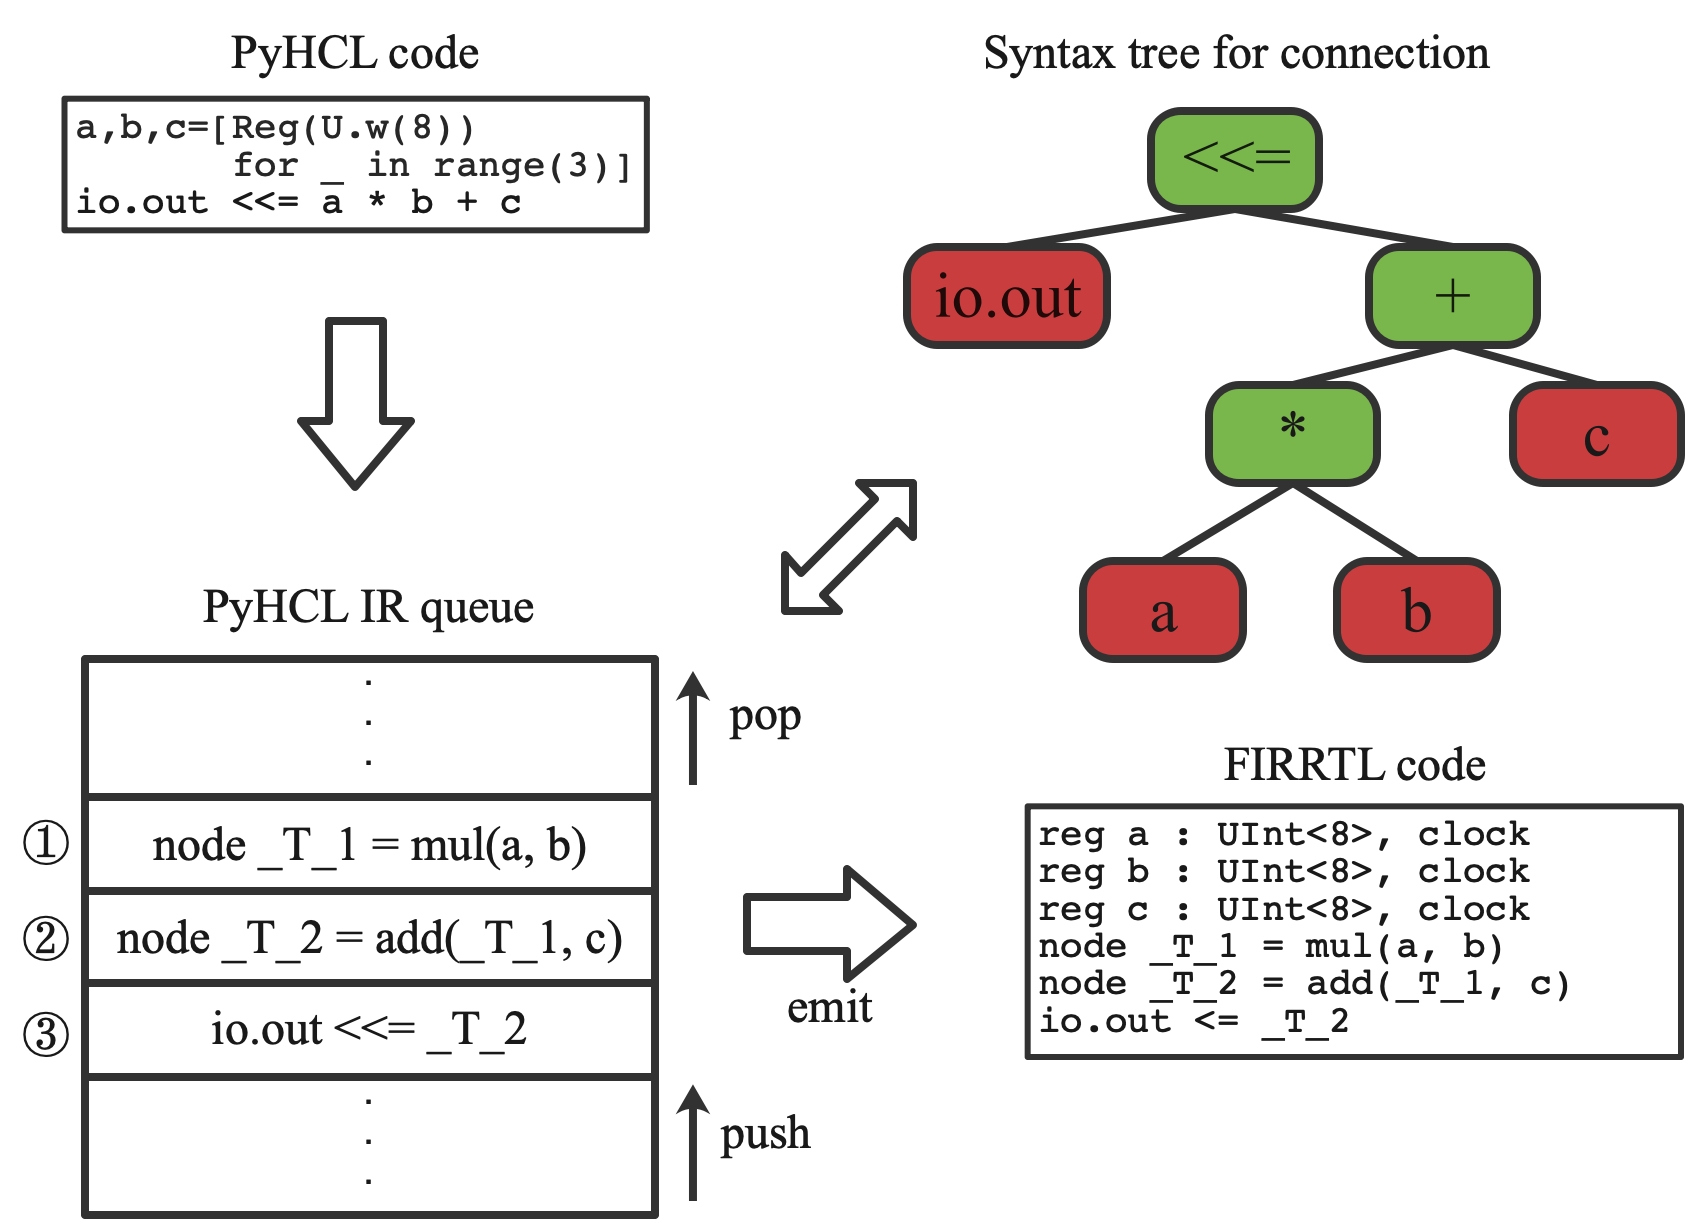 PyHCL code
a,b,c=[Reg(U.w(8))
for _ in range(3)]
io.out <<= a * b + c
Syntax tree for connection
<<=
io.out
+
*
c
a
b
PyHCL IR queue
.
.
.
pop
① node _T_1 = mul(a, b)
② node _T_2 = add(_T_1, c)
③ io.out <<= _T_2
.
.
.
push
emit
FIRRTL code
reg a : UInt<8>, clock
reg b : UInt<8>, clock
reg c : UInt<8>, clock
node _T_1 = mul(a, b)
node _T_2 = add(_T_1, c)
io.out <= _T_2